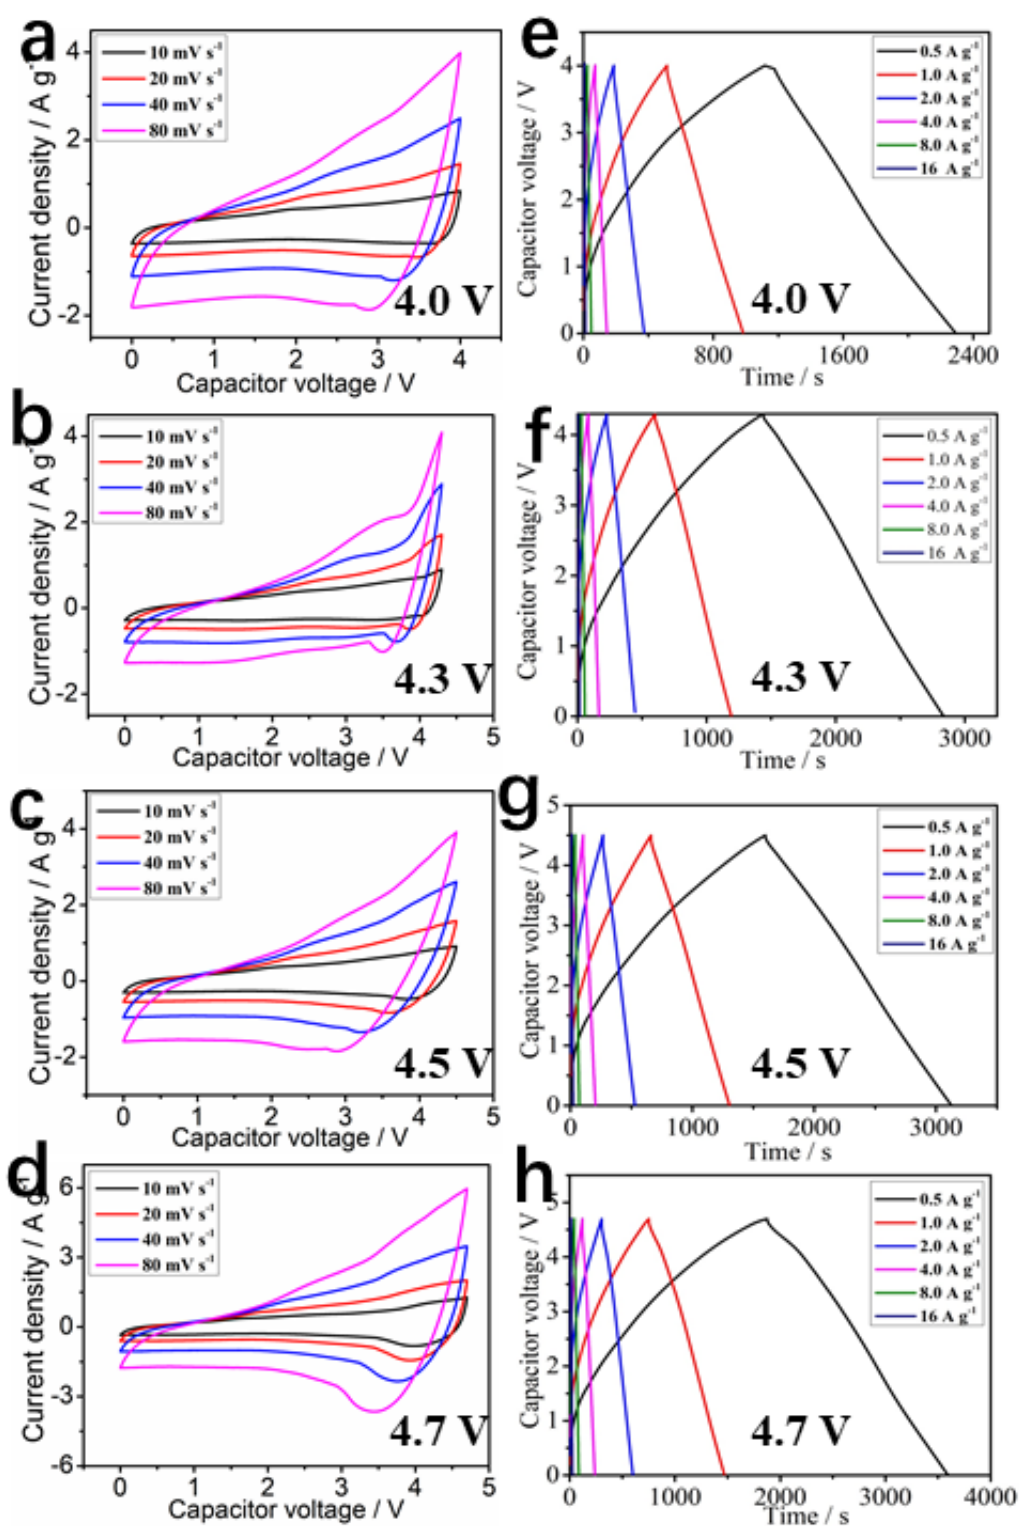 a
4
2
0
-2
Current density / A g⁻¹
10 mV s⁻¹
20 mV s⁻¹
40 mV s⁻¹
80 mV s⁻¹
4.0 V
0 1 2 3 4
Capacitor voltage / V
e
4
3
2
1
0
Capacitor voltage / V
0.5 A g⁻¹
1.0 A g⁻¹
2.0 A g⁻¹
4.0 A g⁻¹
8.0 A g⁻¹
16 A g⁻¹
4.0 V
0 800 1600 2400
Time / s
b
4
2
0
-2
Current density / A g⁻¹
10 mV s⁻¹
20 mV s⁻¹
40 mV s⁻¹
80 mV s⁻¹
4.3 V
0 1 2 3 4 5
Capacitor voltage / V
f
4
3
2
1
0
Capacitor voltage / V
0.5 A g⁻¹
1.0 A g⁻¹
2.0 A g⁻¹
4.0 A g⁻¹
8.0 A g⁻¹
16 A g⁻¹
4.3 V
0 1000 2000 3000
Time / s
c
4
2
0
-2
Current density / A g⁻¹
10 mV s⁻¹
20 mV s⁻¹
40 mV s⁻¹
80 mV s⁻¹
4.5 V
0 1 2 3 4 5
Capacitor voltage / V
g
5
4
3
2
1
0
Capacitor voltage / V
0.5 A g⁻¹
1.0 A g⁻¹
2.0 A g⁻¹
4.0 A g⁻¹
8.0 A g⁻¹
16 A g⁻¹
4.5 V
0 1000 2000 3000
Time / s
d
6
3
0
-3
-6
Current density / A g⁻¹
10 mV s⁻¹
20 mV s⁻¹
40 mV s⁻¹
80 mV s⁻¹
4.7 V
0 1 2 3 4 5
Capacitor voltage / V
h
5
4
3
2
1
0
Capacitor voltage / V
0.5 A g⁻¹
1.0 A g⁻¹
2.0 A g⁻¹
4.0 A g⁻¹
8.0 A g⁻¹
16 A g⁻¹
4.7 V
0 1000 2000 3000 4000
Time / s